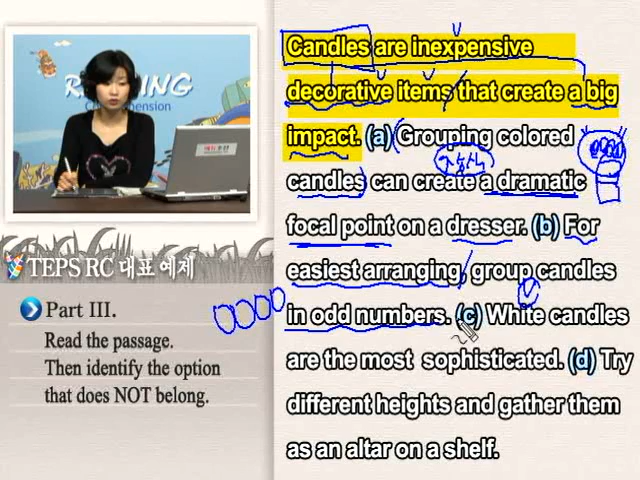 READING
Comprehension
TEPS RC 대표 예제
Part III.
Read the passage.
Then identify the option
that does NOT belong.
Candles are inexpensive
decorative items that create a big
impact. (a) Grouping colored
candles can create a dramatic
focal point on a dresser. (b) For
easiest arranging, group candles
in odd numbers. (c) White candles
are the most sophisticated. (d) Try
different heights and gather them
as an altar on a shelf.